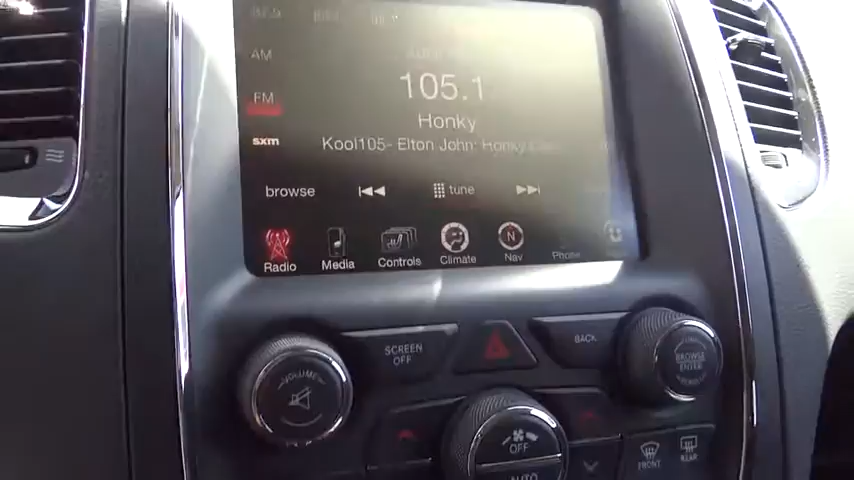 AM
105.1
FM
Honky
sxm
Kool105- Elton John: Honky
browse
tune
Radio
Media
Controls
Climate
N
Nav
Phone
SCREEN
OFF
BACK
VOLUME
BROWSE
ENTER
OFF
AUTO
FRONT
REAR